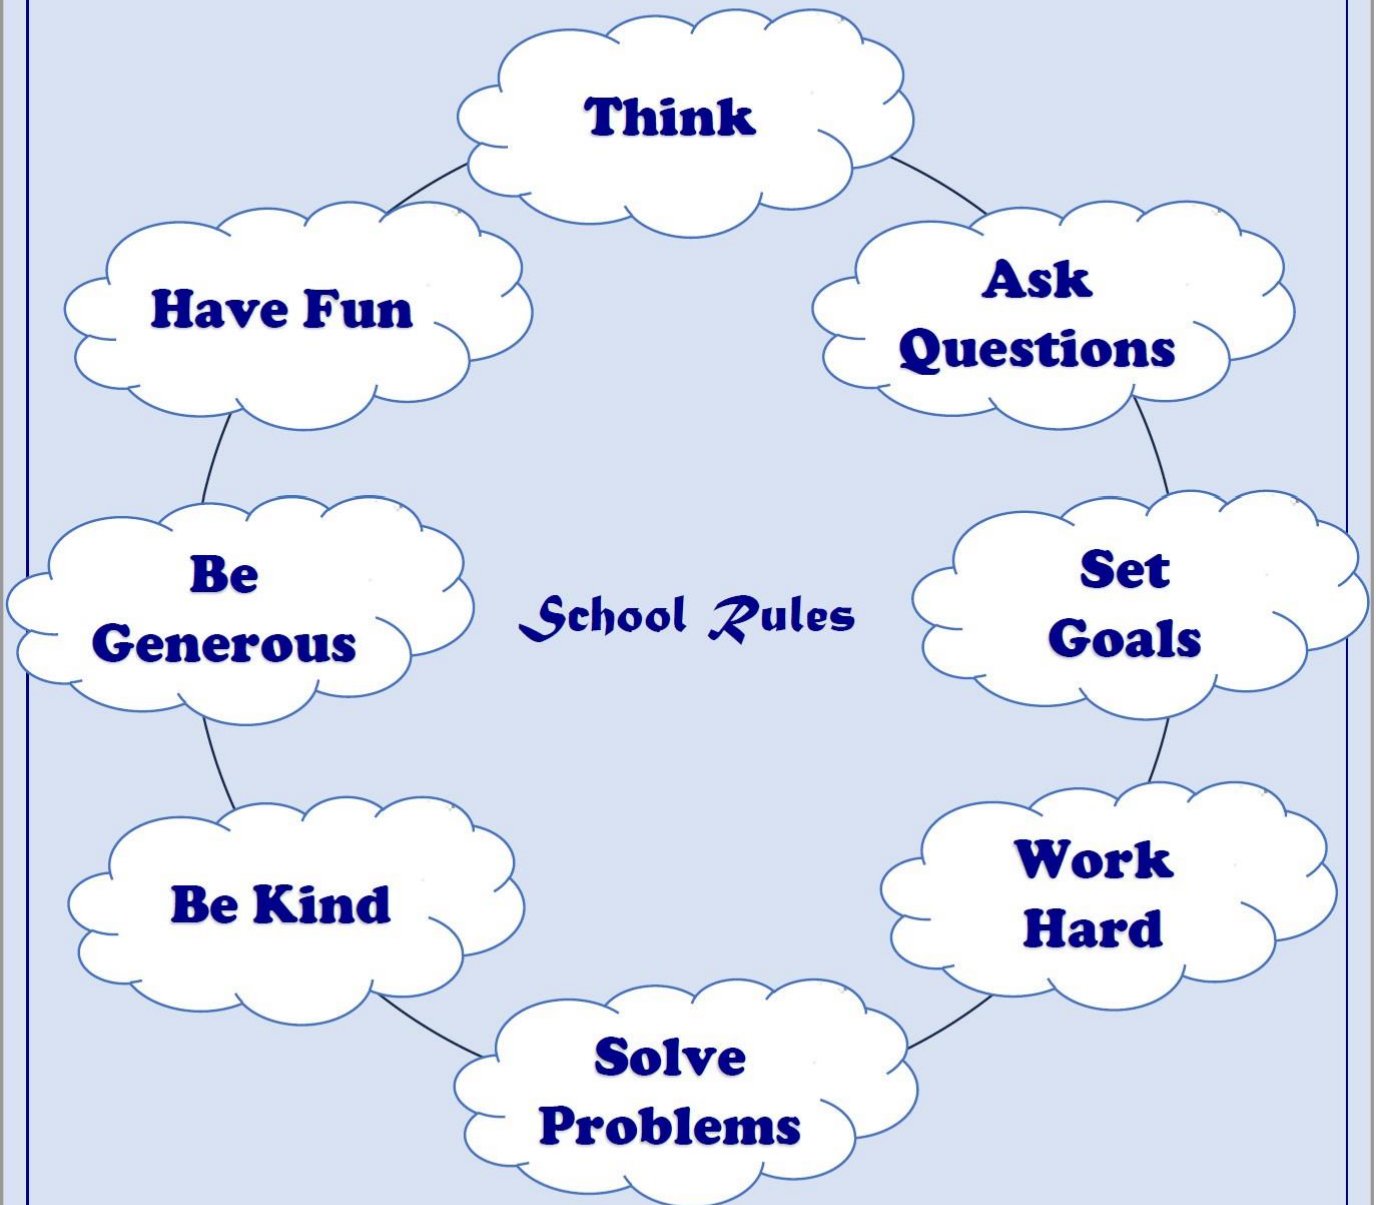 Think
Ask
Questions
Set
Goals
Work
Hard
Solve
Problems
Be Kind
Be
Generous
Have Fun
School Rules